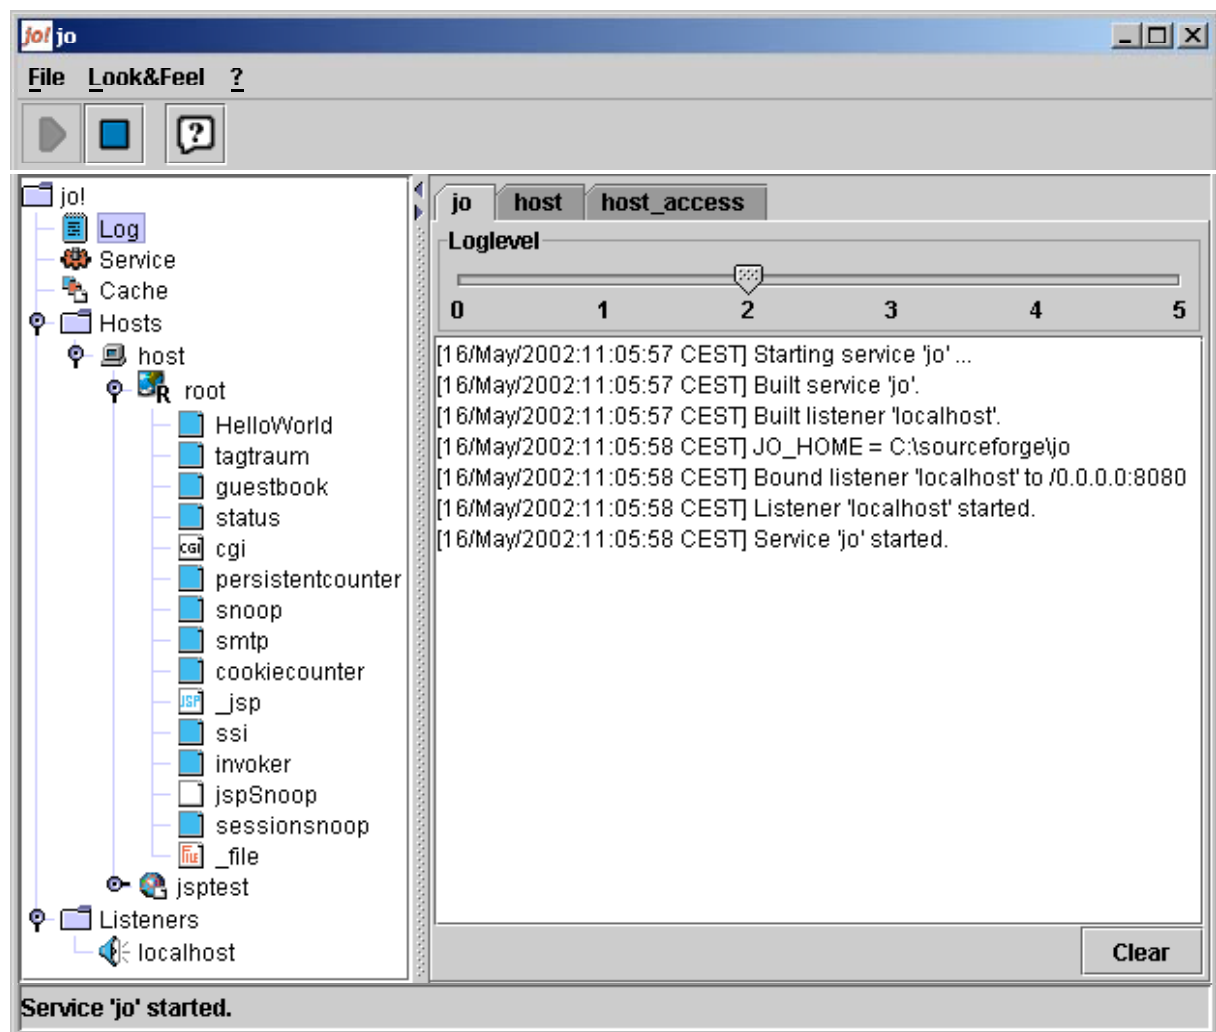 jo! jo
File Look&Feel ?
?
jo!
Log
Service
Cache
Hosts
host
R root
HelloWorld
tagtraum
guestbook
status
CGI cgi
persistentcounter
snoop
smtp
cookiecounter
JSP _jsp
ssi
invoker
jspSnoop
sessionsnoop
FILE _file
jsptest
Listeners
localhost
jo host host_access
Loglevel
0 1 2 3 4 5
[16/May/2002:11:05:57 CEST] Starting service 'jo' ...
[16/May/2002:11:05:57 CEST] Built service 'jo'.
[16/May/2002:11:05:57 CEST] Built listener 'localhost'.
[16/May/2002:11:05:58 CEST] JO_HOME = C:\sourceforge\jo
[16/May/2002:11:05:58 CEST] Bound listener 'localhost' to /0.0.0.0:8080
[16/May/2002:11:05:58 CEST] Listener 'localhost' started.
[16/May/2002:11:05:58 CEST] Service 'jo' started.
Clear
Service 'jo' started.